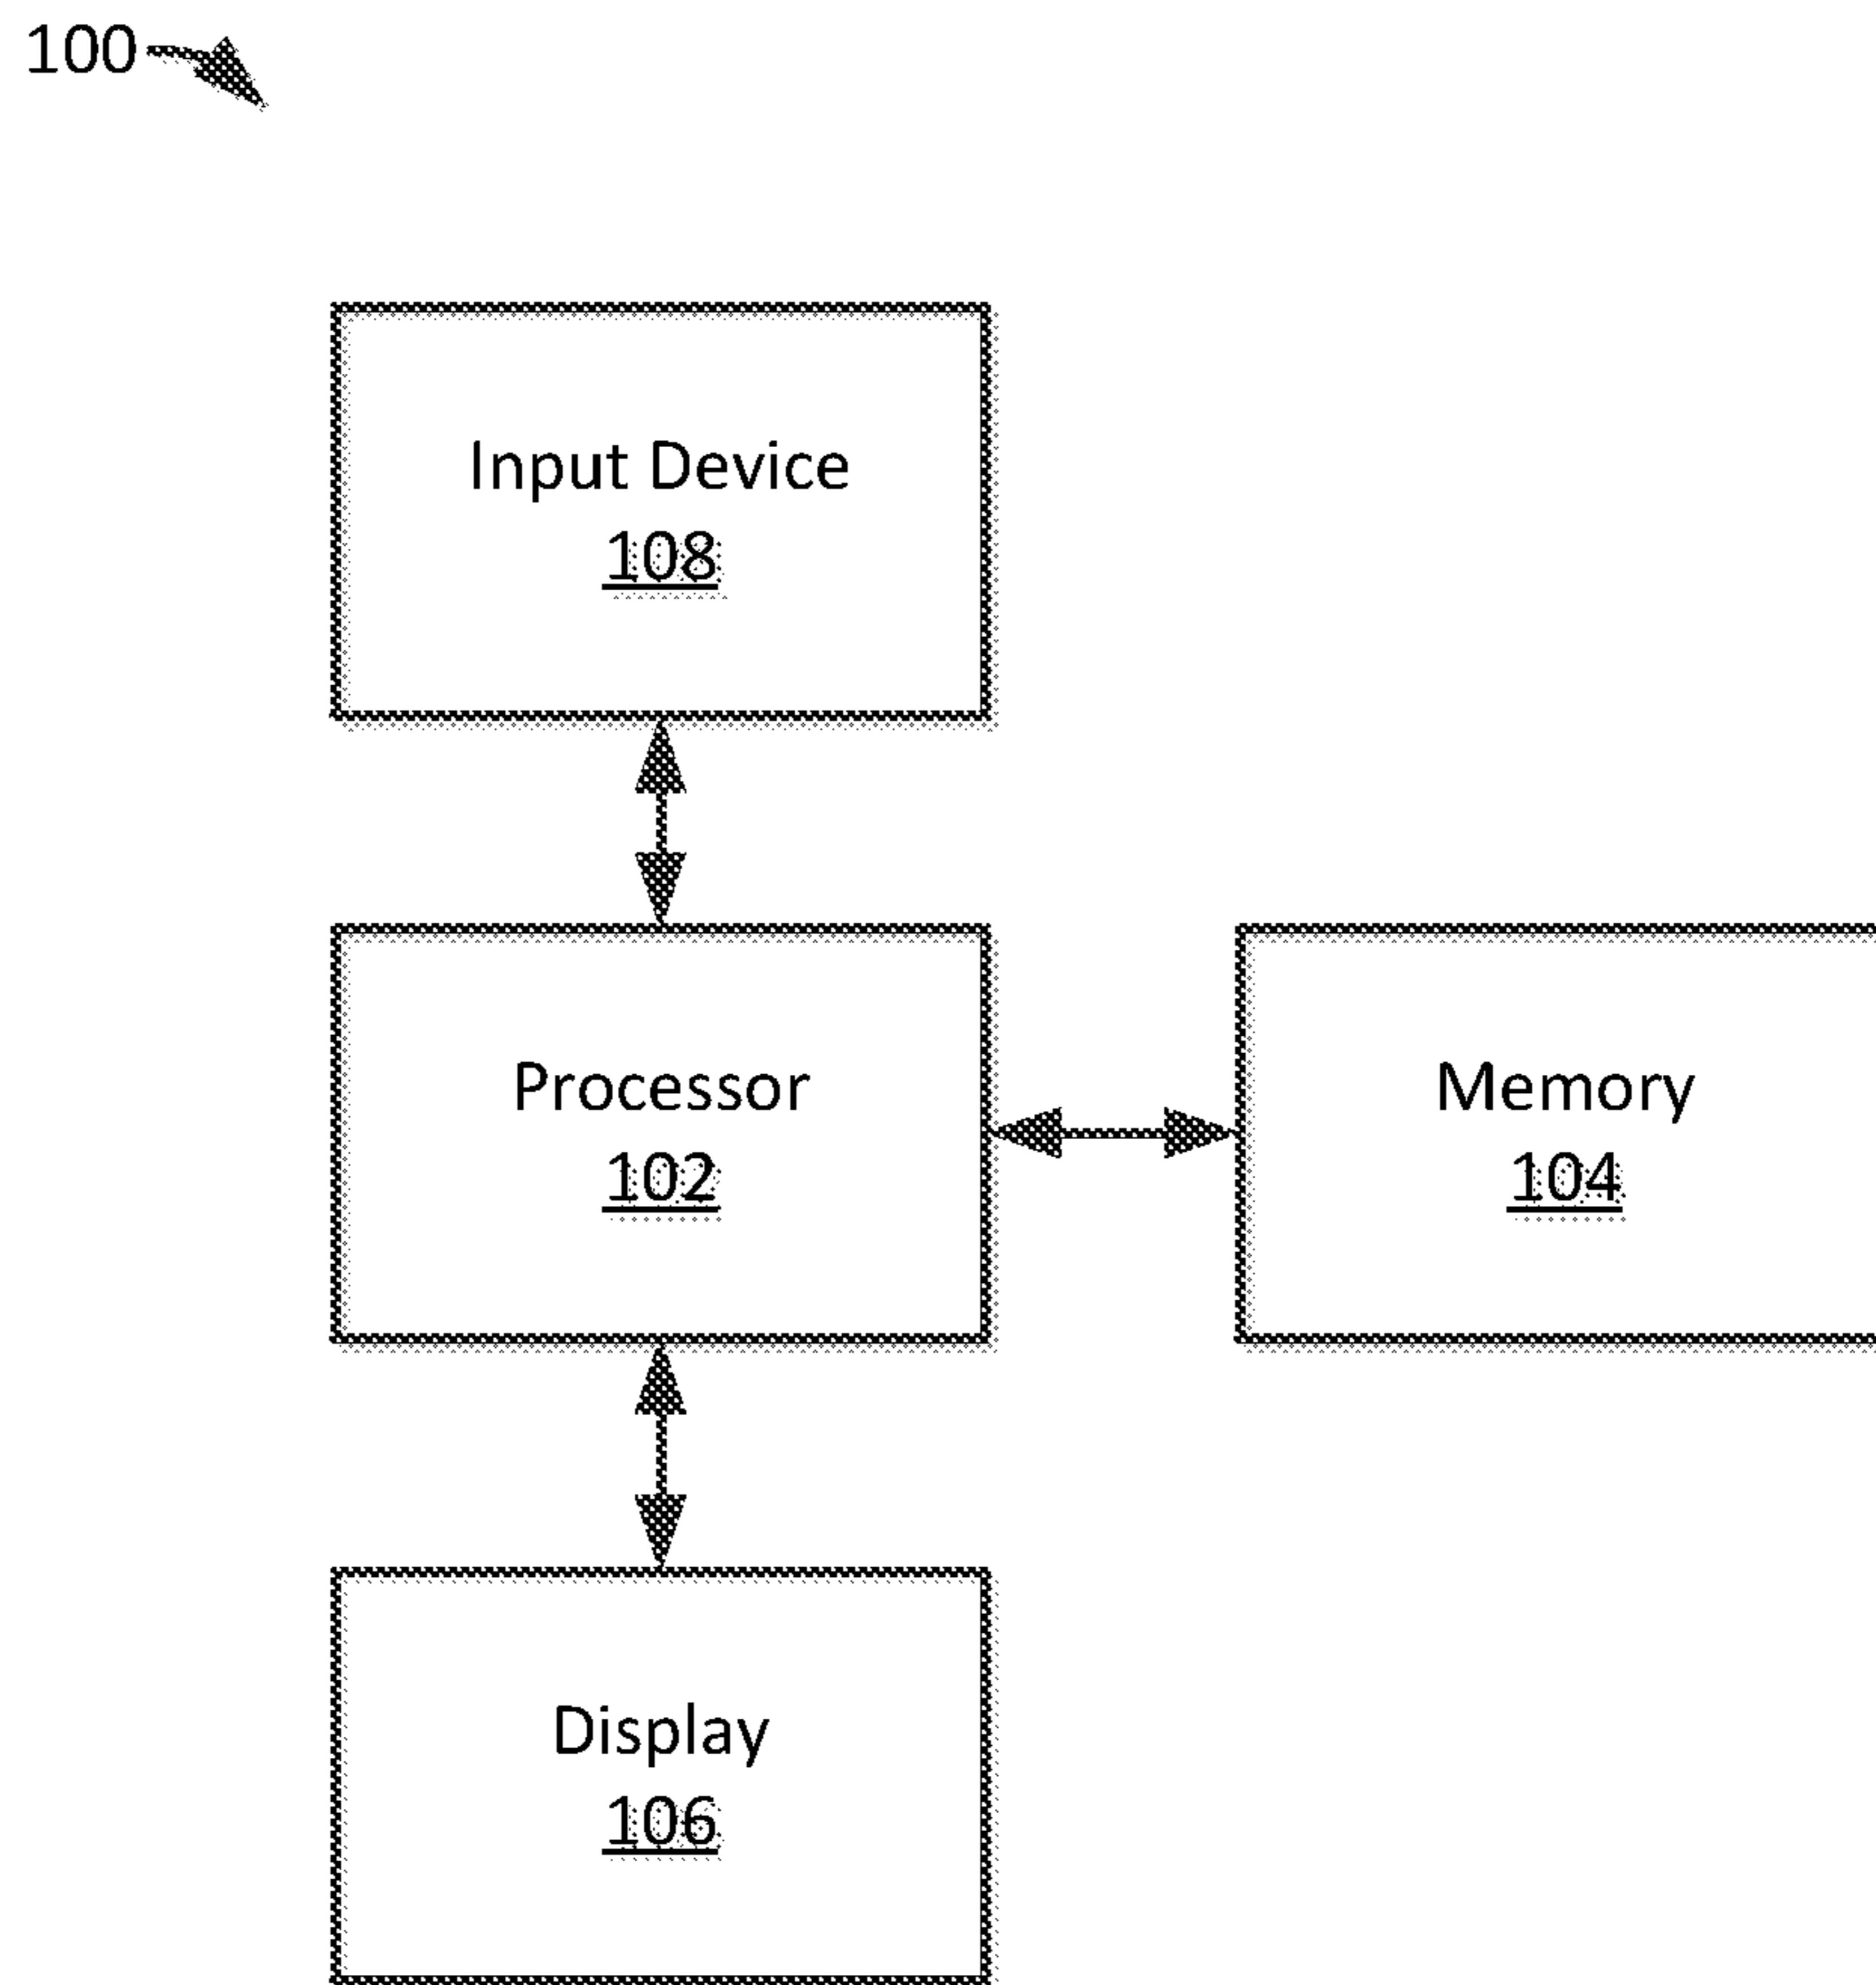 100
Input Device
108
Processor
102
Memory
104
Display
106